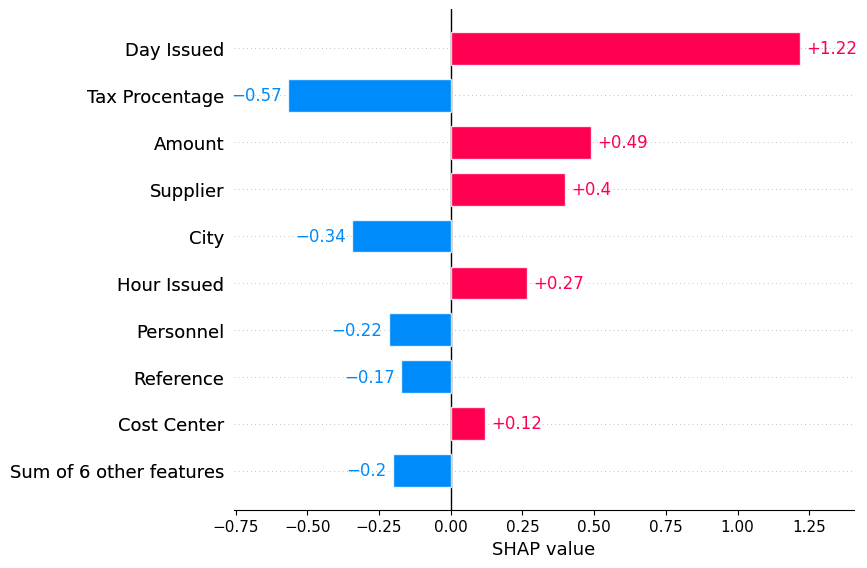 Day Issued +1.22
Tax Procentage −0.57
Amount +0.49
Supplier +0.4
City −0.34
Hour Issued +0.27
Personnel −0.22
Reference −0.17
Cost Center +0.12
Sum of 6 other features −0.2
−0.75 −0.50 −0.25 0.00 0.25 0.50 0.75 1.00 1.25
SHAP value